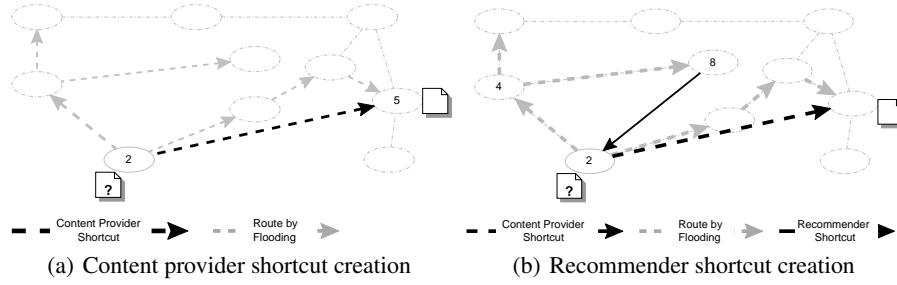 5
2
?
Content Provider
Shortcut
Route by
Flooding
(a) Content provider shortcut creation
8
4
2
?
Content Provider
Shortcut
Route by
Flooding
Recommender
Shortcut
(b) Recommender shortcut creation